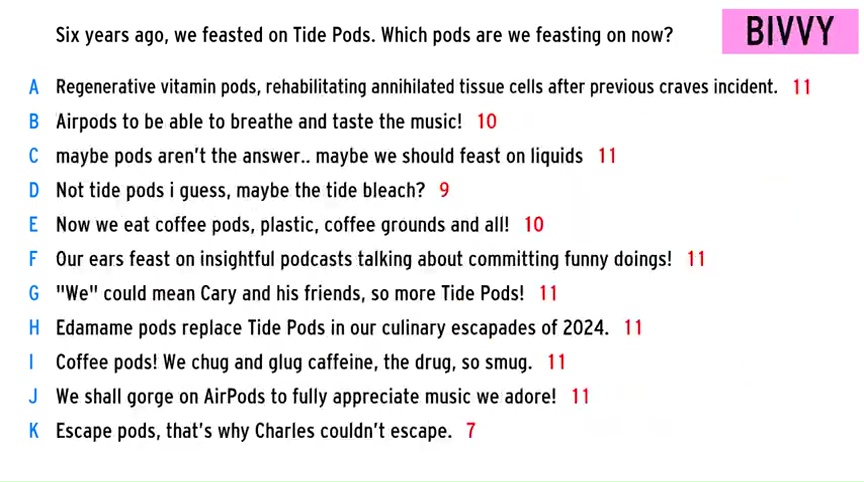 Six years ago, we feasted on Tide Pods. Which pods are we feasting on now?
BIVVY
A Regenerative vitamin pods, rehabilitating annihilated tissue cells after previous craves incident. 11
B Airpods to be able to breathe and taste the music! 10
C maybe pods aren't the answer.. maybe we should feast on liquids 11
D Not tide pods i guess, maybe the tide bleach? 9
E Now we eat coffee pods, plastic, coffee grounds and all! 10
F Our ears feast on insightful podcasts talking about committing funny doings! 11
G "We" could mean Cary and his friends, so more Tide Pods! 11
H Edamame pods replace Tide Pods in our culinary escapades of 2024. 11
I Coffee pods! We chug and glug caffeine, the drug, so smug. 11
J We shall gorge on AirPods to fully appreciate music we adore! 11
K Escape pods, that's why Charles couldn't escape. 7